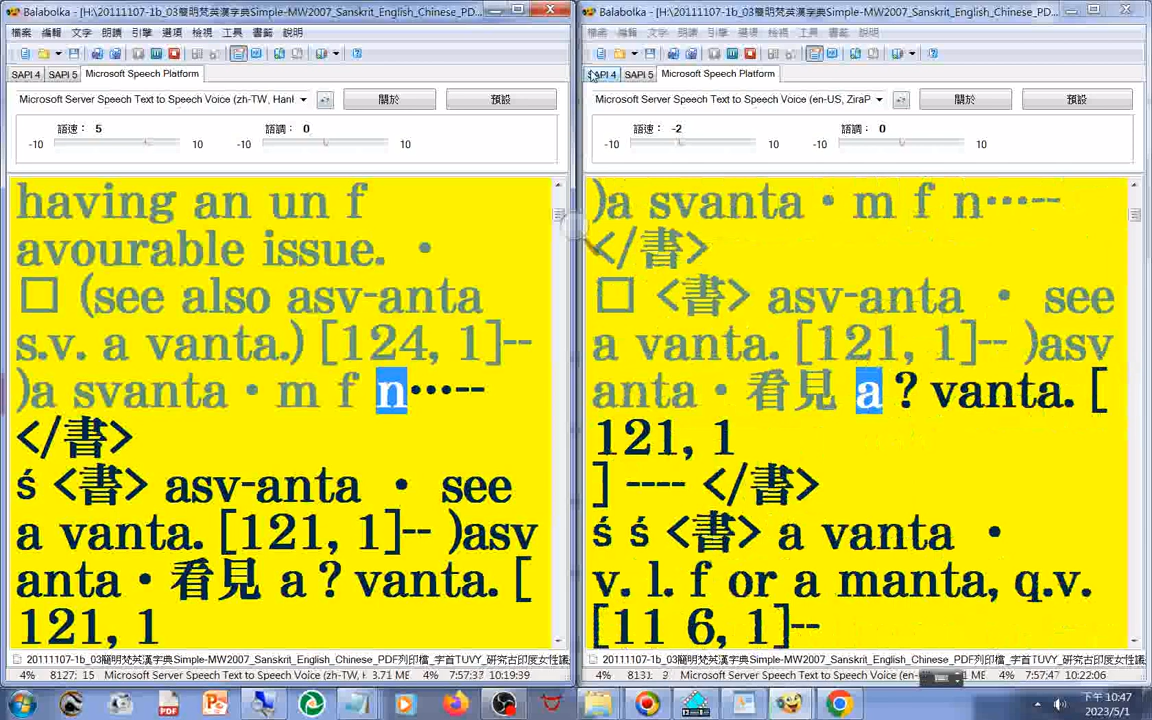 Balabolka - [H:\20111107-1b_03簡明梵英漢字典Simple-MW2007_Sanskrit_English_Chinese_PD...
檔案 編輯 文字 朗讀 引擎 選項 檢視 工具 書籤 說明
SAPI 4 SAPI 5 Microsoft Speech Platform
Microsoft Server Speech Text to Speech Voice (zh-TW, HanH 關於 預設
語速： 5 語調： 0
-10 10 -10 10
having an un f
avourable issue. •
□ (see also asv-anta
s.v. a vanta.) [124, 1]--
)a svanta • m f n•••--
</書>
ś <書> asv-anta • see
a vanta. [121, 1]-- )asv
anta • 看見 a ? vanta. [
121, 1
20111107-1b_03簡明梵英漢字典Simple-MW2007_Sanskrit_English_Chinese_PDF列印檔_字首TUVY_研究古印度女性議
4% 8127; 15 Microsoft Server Speech Text to Speech Voice (zh-TW, H 3.71 ME 4% 7:57:37 10:19:39
Balabolka - [H:\20111107-1b_03簡明梵英漢字典Simple-MW2007_Sanskrit_English_Chinese_PD...
檔案 編輯 文字 朗讀 引擎 選項 檢視 工具 書籤 說明
SAPI 4 SAPI 5 Microsoft Speech Platform
Microsoft Server Speech Text to Speech Voice (en-US, ZiraP 關於 預設
語速： -2 語調： 0
-10 10 -10 10
)a svanta • m f n•••--
</書>
□ <書> asv-anta • see
a vanta. [121, 1]-- )asv
anta • 看見 a ? vanta. [
121, 1
] ---- </書>
ś ś <書> a vanta •
v. l. f or a manta, q.v.
[11 6, 1]--
20111107-1b_03簡明梵英漢字典Simple-MW2007_Sanskrit_English_Chinese_PDF列印檔_字首TUVY_研究古印度女性議
4% 8131; 9 Microsoft Server Speech Text to Speech Voice (en-US 4% 7:57:47 10:22:06
下午 10:47
2023/5/1